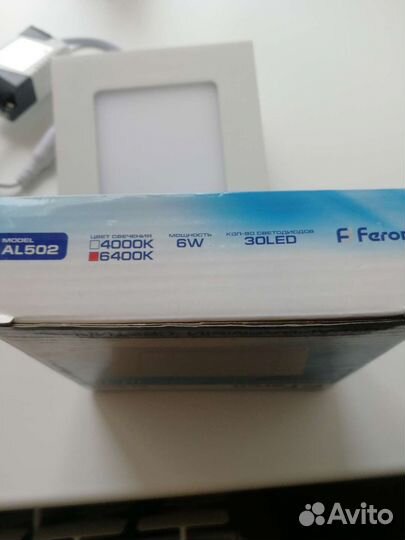 MODEL
AL502
ЦВЕТ СВЕЧЕНИЯ
4000K
6400K
МОЩНОСТЬ
6W
КОЛ-ВО СВЕТОДИОДОВ
30LED
Feron
Avito